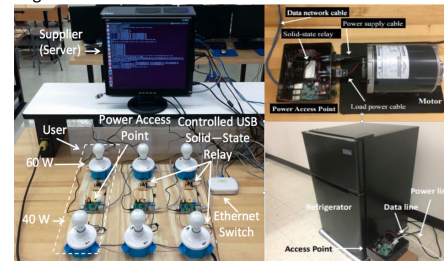 Supplier
(Server)
User
Power Access
Point
Controlled USB
Solid—State
Relay
60 W
40 W
Ethernet
Switch
Data network cable
Solid-state relay
Power supply cable
Power Access Point
Load power cable
Motor
Refrigerator
Data line
Power lin
Access Point